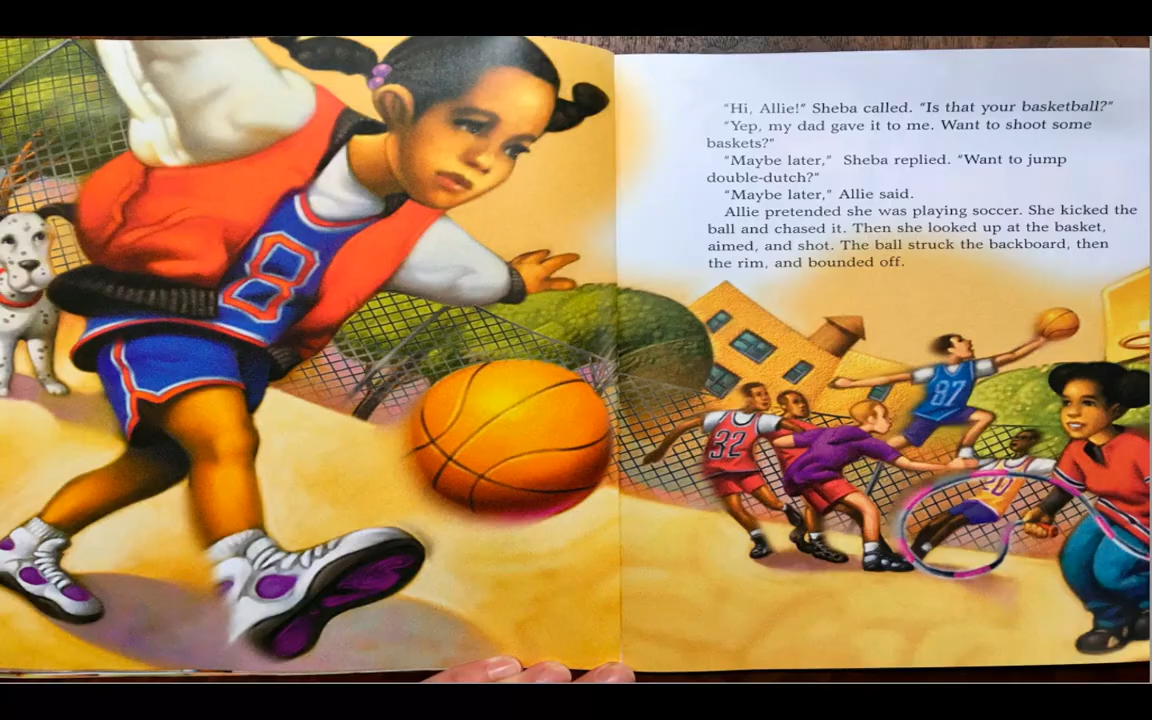 "Hi, Allie!" Sheba called. "Is that your basketball?"
"Yep, my dad gave it to me. Want to shoot some
baskets?"
"Maybe later," Sheba replied. "Want to jump
double-dutch?"
"Maybe later," Allie said.
Allie pretended she was playing soccer. She kicked the
ball and chased it. Then she looked up at the basket,
aimed, and shot. The ball struck the backboard, then
the rim, and bounded off.
8
32
87
20